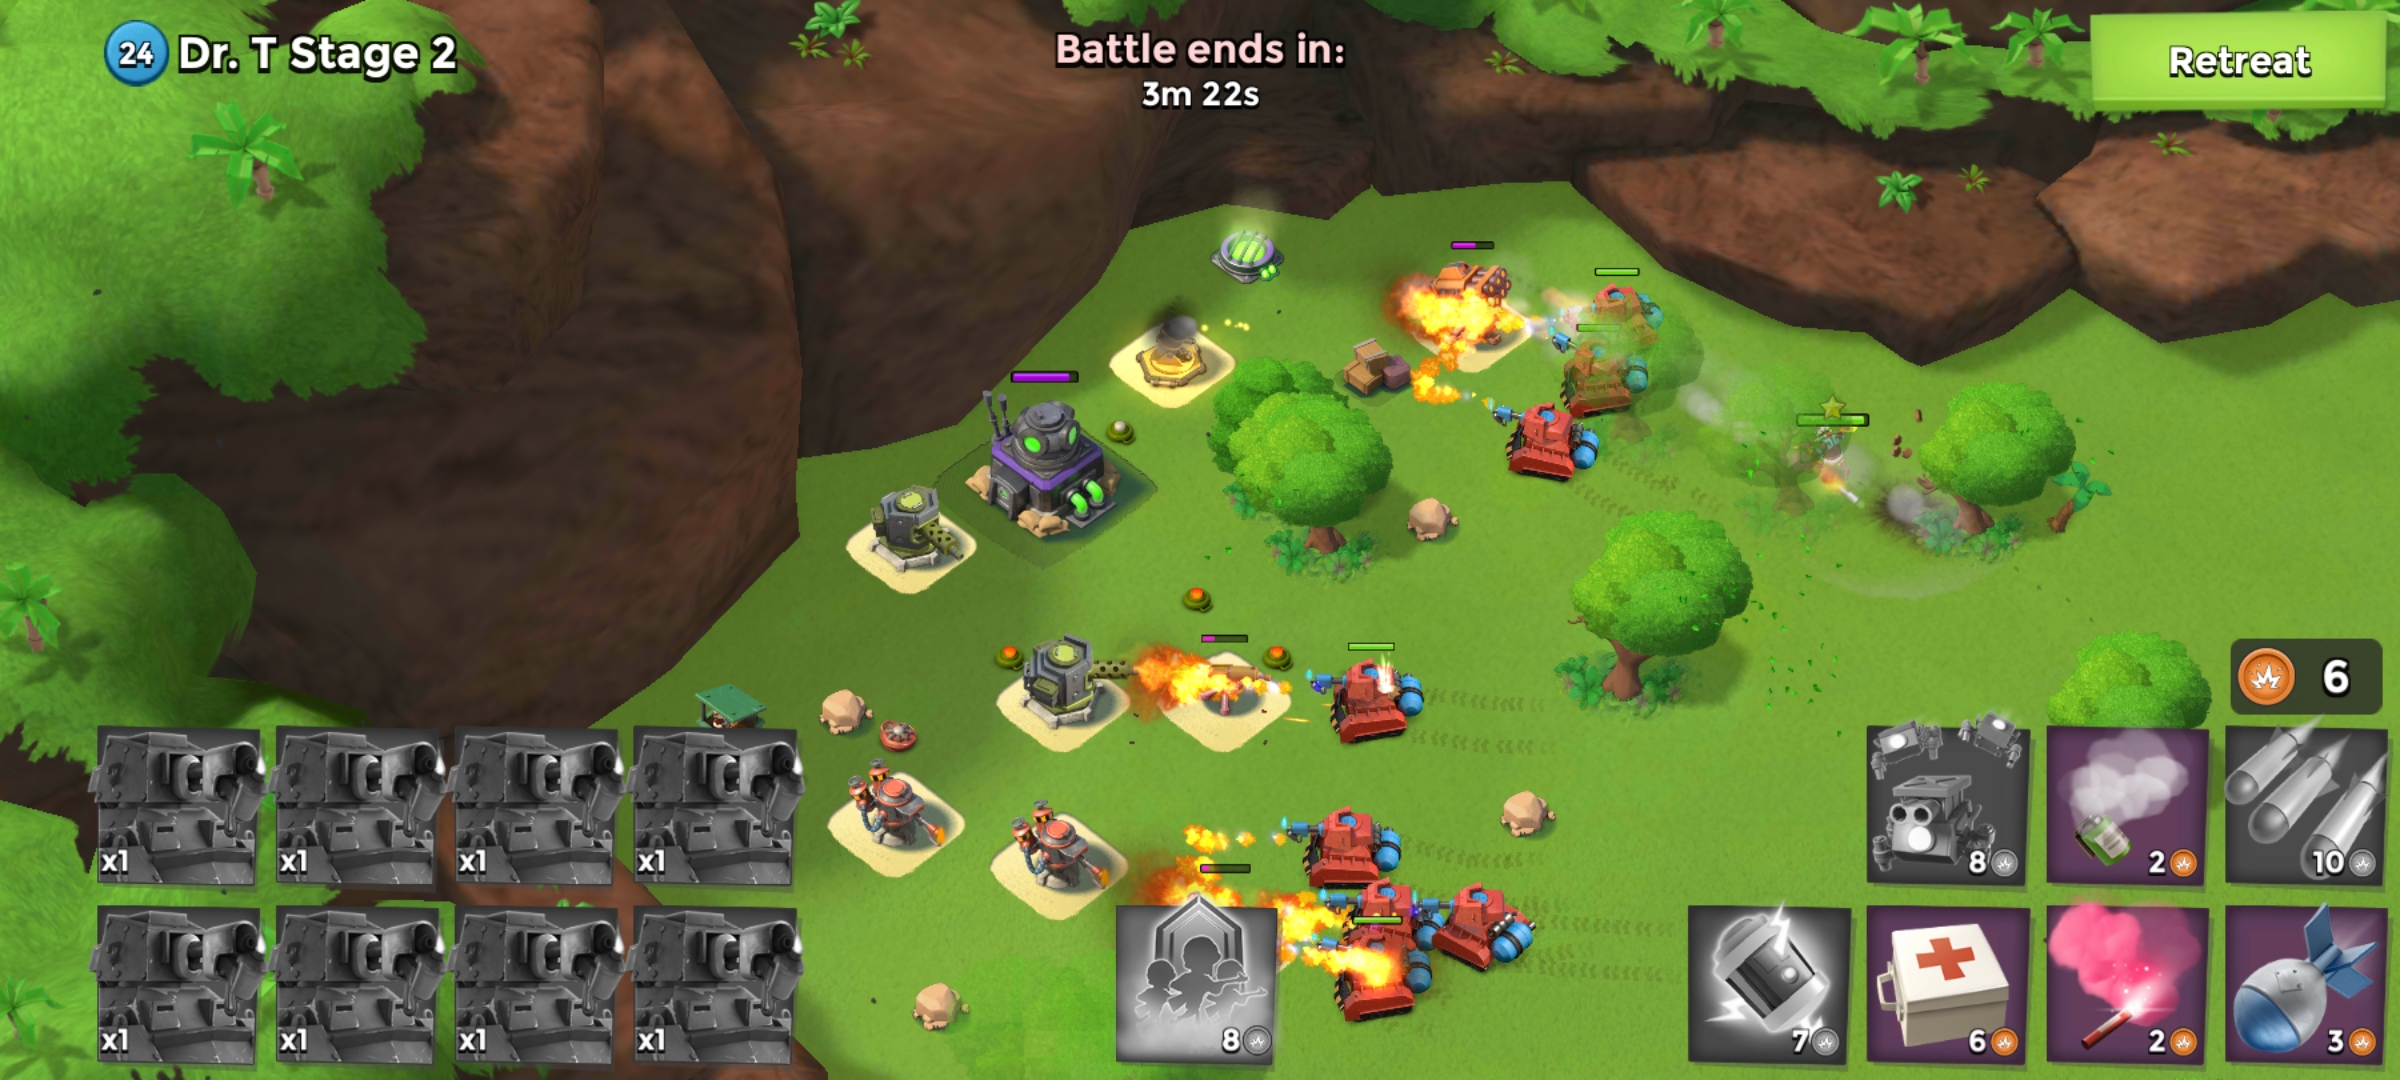 24 Dr. T Stage 2
Battle ends in:
3m 22s
Retreat
6
x1 x1 x1 x1
8 2 10
x1 x1 x1 x1
8
7 6 2 3